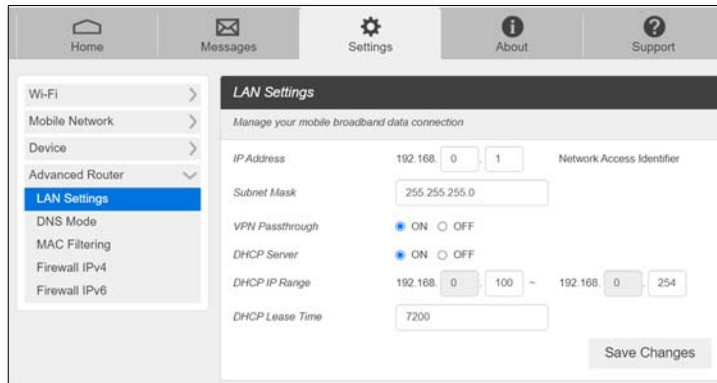 Home Messages Settings About Support
Wi-Fi
Mobile Network
Device
Advanced Router
LAN Settings
DNS Mode
MAC Filtering
Firewall IPv4
Firewall IPv6
LAN Settings
Manage your mobile broadband data connection
IP Address 192.168. 0 . 1 Network Access Identifier
Subnet Mask 255.255.255.0
VPN Passthrough ON OFF
DHCP Server ON OFF
DHCP IP Range 192.168. 0 . 100 ~ 192.168. 0 . 254
DHCP Lease Time 7200
Save Changes